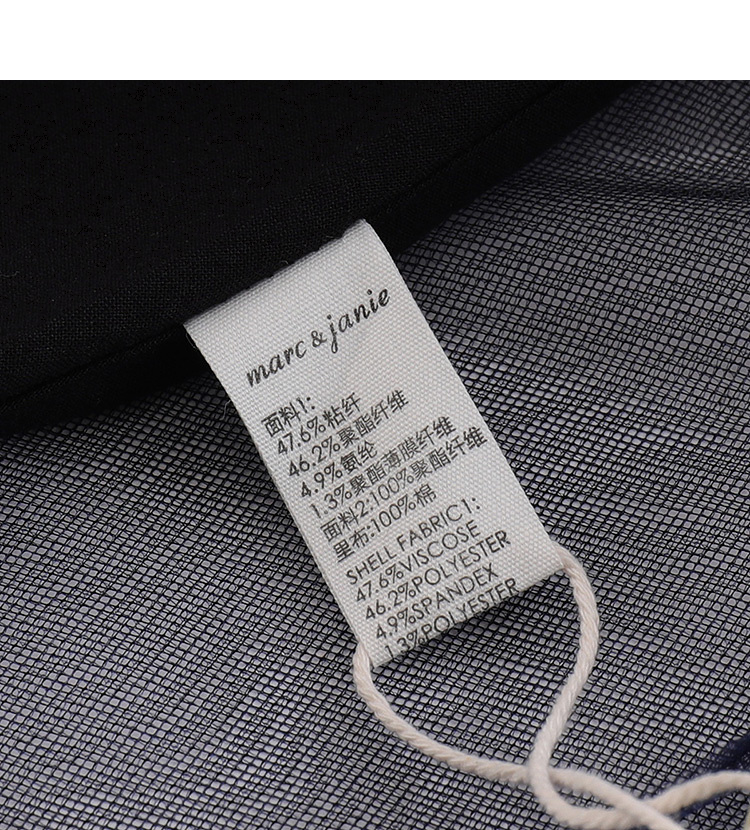 marc & janie
面料1:
47.6%粘纤
46.2%聚酯纤维
4.9%氨纶
1.3%聚酯薄膜纤维
面料2:100%聚酯纤维
里布:100%棉
SHELL FABRIC1:
47.6%VISCOSE
46.2%POLYESTER
4.9%SPANDEX
1.3%POLYESTER